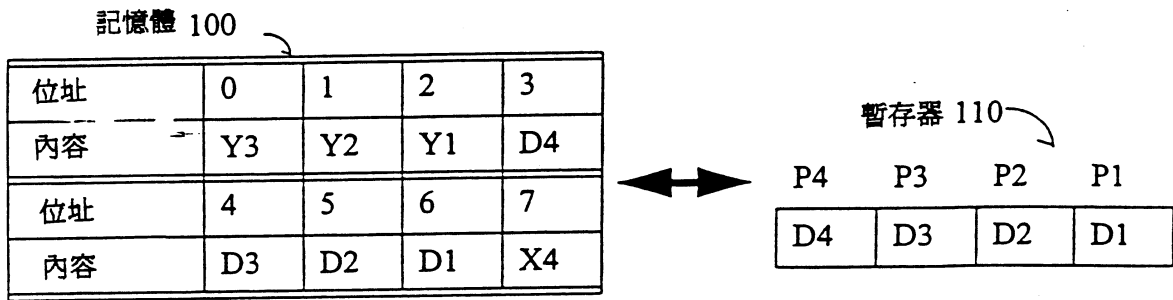 記憶體 100
位址 0 1 2 3
內容 Y3 Y2 Y1 D4
位址 4 5 6 7
內容 D3 D2 D1 X4
暫存器 110
P4 P3 P2 P1
D4 D3 D2 D1